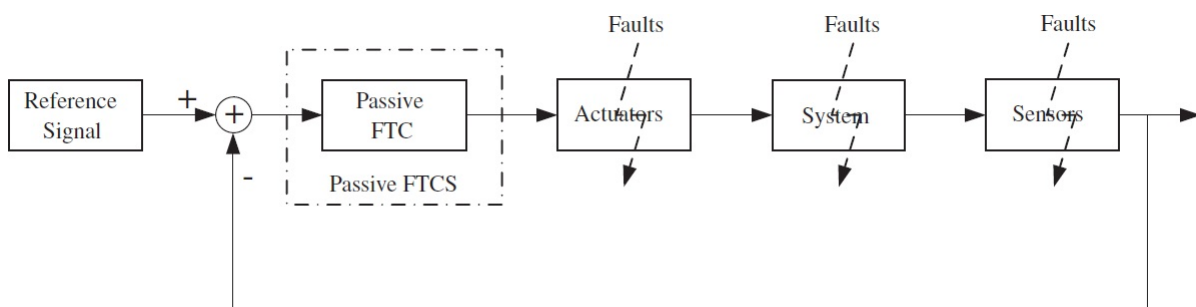 Faults
Faults
Faults
Reference
Signal
+
+
-
Passive
FTC
Passive FTCS
Actuators
System
Sensors